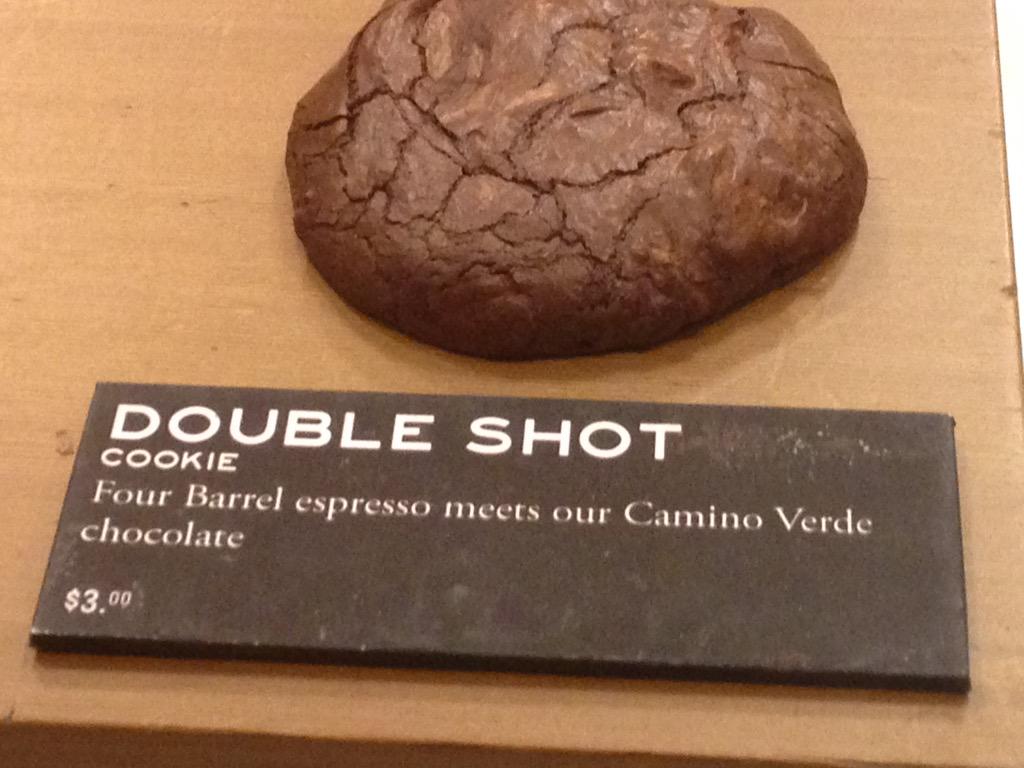 DOUBLE SHOT
COOKIE
Four Barrel espresso meets our Camino Verde
chocolate
$3.00